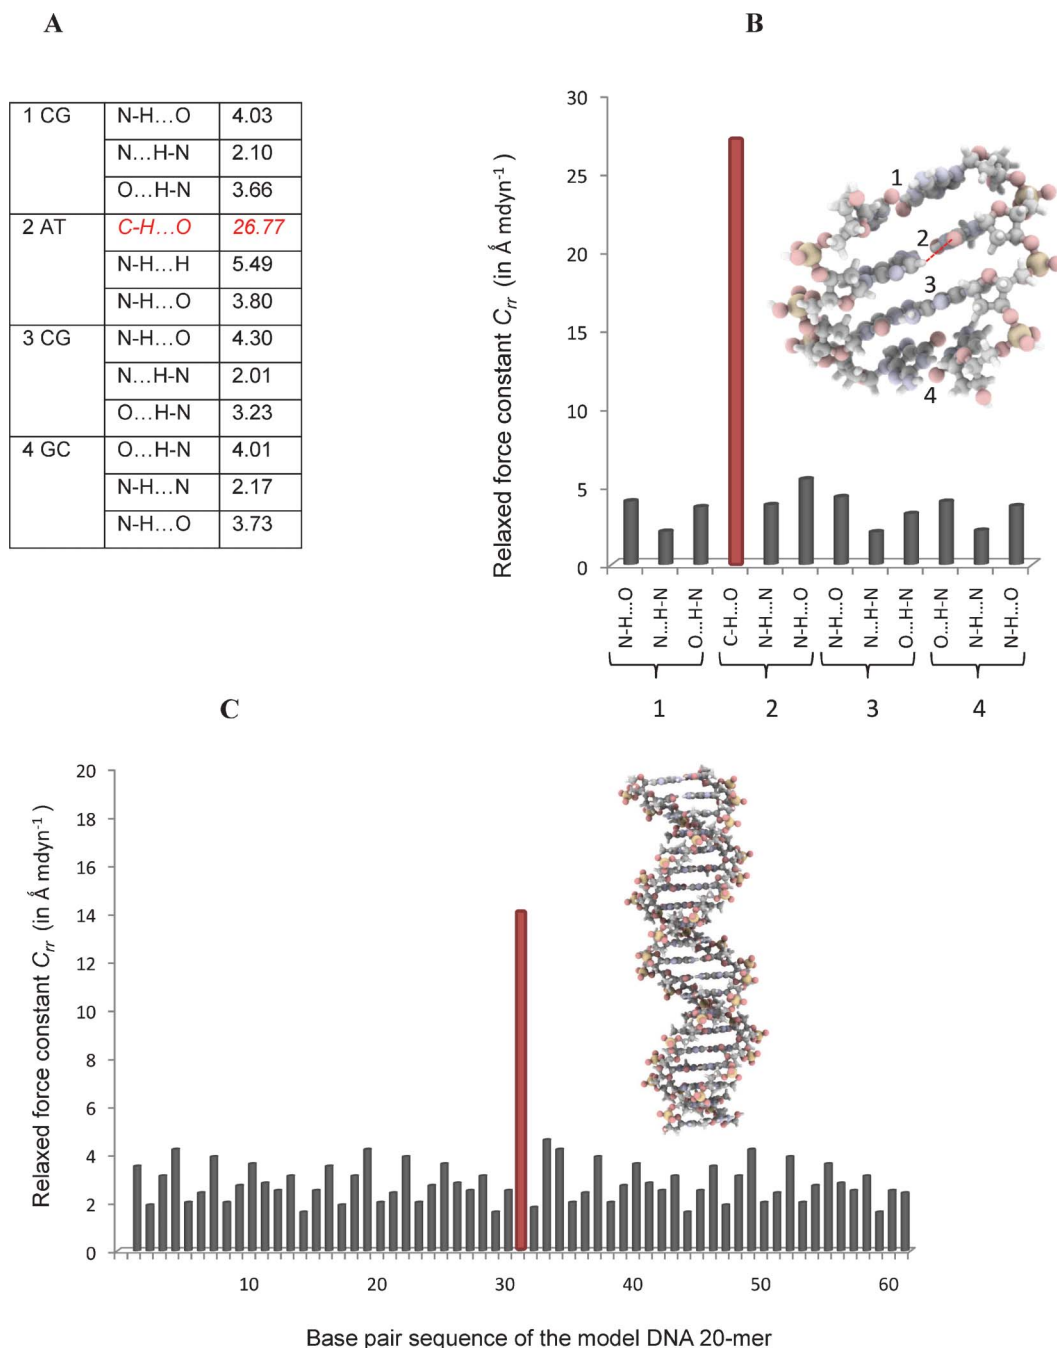 A
1 CG N-H...O 4.03
N...H-N 2.10
O...H-N 3.66
2 AT C-H...O 26.77
N-H...H 5.49
N-H...O 3.80
3 CG N-H...O 4.30
N...H-N 2.01
O...H-N 3.23
4 GC O...H-N 4.01
N-H...N 2.17
N-H...O 3.73
B
Relaxed force constant Crr (in Å mdyn-1)
30
25
20
15
10
5
0
1
2
3
4
N-H...O
N...H-N
O...H-N
C-H...O
N-H...N
N-H...O
N-H...O
N...H-N
O...H-N
O...H-N
N-H...N
N-H...O
1 2 3 4
C
Relaxed force constant Crr (in Å mdyn-1)
20
18
16
14
12
10
8
6
4
2
0
10 20 30 40 50 60
Base pair sequence of the model DNA 20-mer